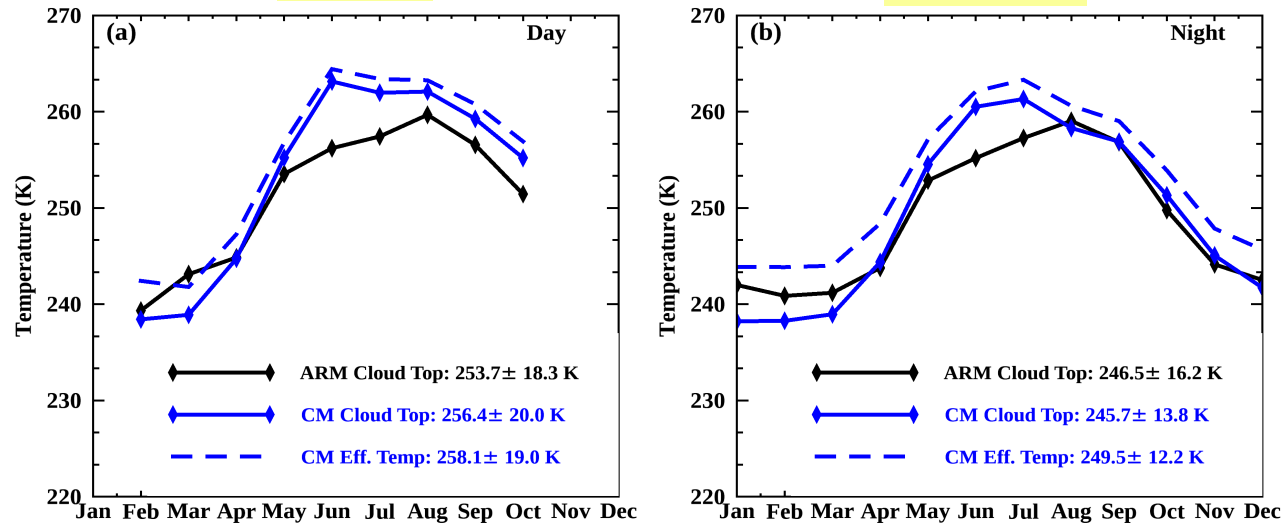 (a)
Day
270
260
250
240
230
220
Temperature (K)
ARM Cloud Top: 253.7± 18.3 K
CM Cloud Top: 256.4± 20.0 K
CM Eff. Temp: 258.1± 19.0 K
Jan Feb Mar Apr May Jun Jul Aug Sep Oct Nov Dec
(b)
Night
270
260
250
240
230
220
Temperature (K)
ARM Cloud Top: 246.5± 16.2 K
CM Cloud Top: 245.7± 13.8 K
CM Eff. Temp: 249.5± 12.2 K
Jan Feb Mar Apr May Jun Jul Aug Sep Oct Nov Dec